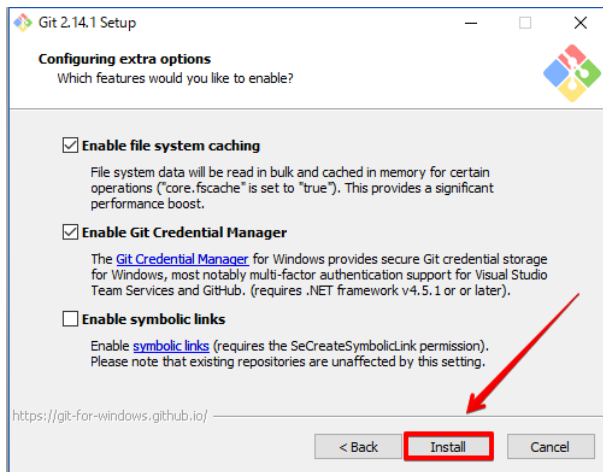 Git 2.14.1 Setup
Configuring extra options
Which features would you like to enable?
Enable file system caching
File system data will be read in bulk and cached in memory for certain
operations ("core.fscache" is set to "true"). This provides a significant
performance boost.
Enable Git Credential Manager
The Git Credential Manager for Windows provides secure Git credential storage
for Windows, most notably multi-factor authentication support for Visual Studio
Team Services and GitHub. (requires .NET framework v4.5.1 or or later).
Enable symbolic links
Enable symbolic links (requires the SeCreateSymbolicLink permission).
Please note that existing repositories are unaffected by this setting.
https://git-for-windows.github.io/
< Back Install Cancel